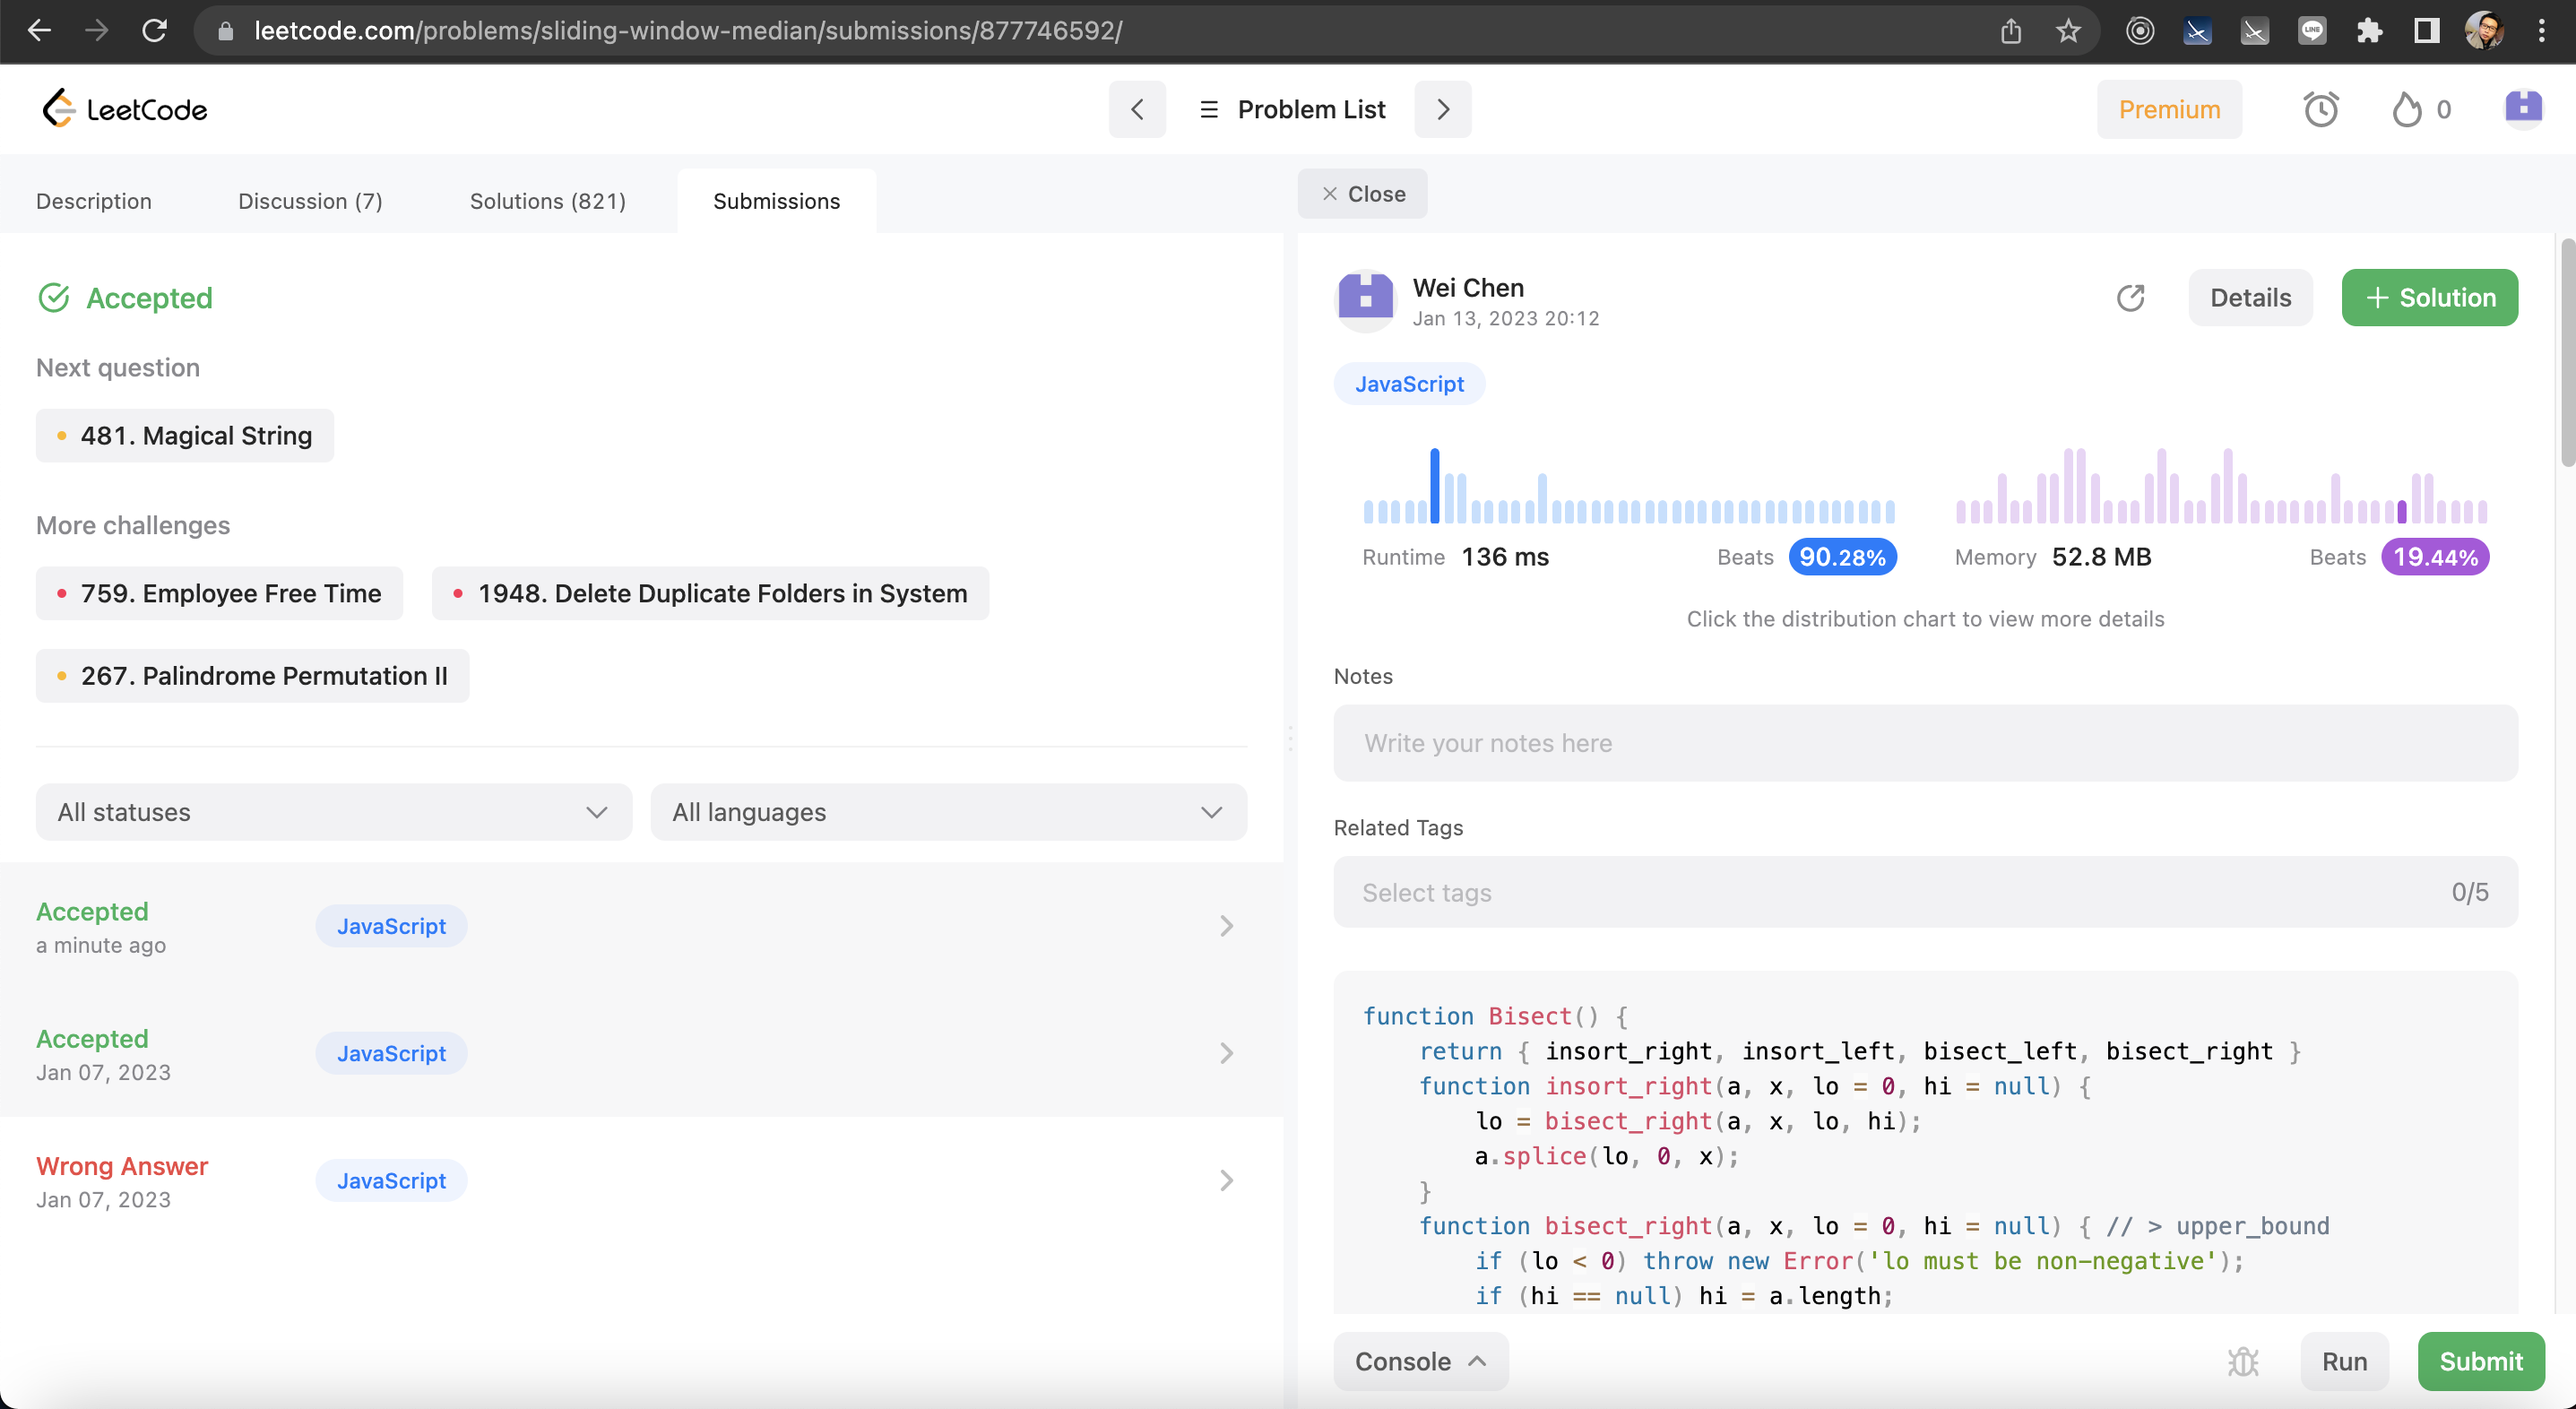 leetcode.com/problems/sliding-window-median/submissions/877746592/
LINE
LeetCode
Problem List
Premium
0
Description
Discussion (7)
Solutions (821)
Submissions
Close
Accepted
Next question
481. Magical String
More challenges
759. Employee Free Time
1948. Delete Duplicate Folders in System
267. Palindrome Permutation II
All statuses
All languages
Accepted
a minute ago
JavaScript
Accepted
Jan 07, 2023
JavaScript
Wrong Answer
Jan 07, 2023
JavaScript
Wei Chen
Jan 13, 2023 20:12
Details
+ Solution
JavaScript
Runtime 136 ms
Beats 90.28%
Memory 52.8 MB
Beats 19.44%
Click the distribution chart to view more details
Notes
Write your notes here
Related Tags
Select tags
0/5
function Bisect() {
    return { insort_right, insort_left, bisect_left, bisect_right }
    function insort_right(a, x, lo = 0, hi = null) {
        lo = bisect_right(a, x, lo, hi);
        a.splice(lo, 0, x);
    }
    function bisect_right(a, x, lo = 0, hi = null) { // > upper_bound
        if (lo < 0) throw new Error('lo must be non-negative');
        if (hi == null) hi = a.length;
Console
Run
Submit